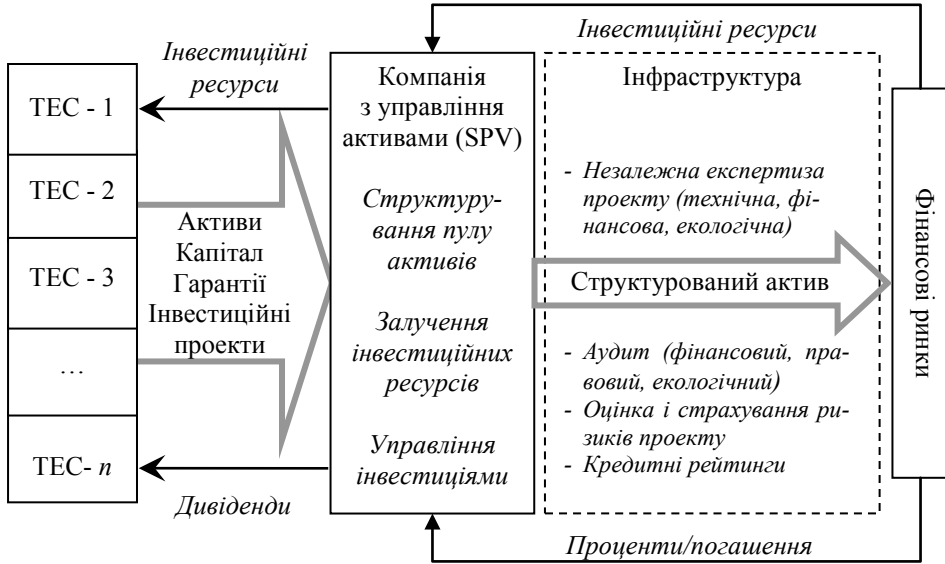 Інвестиційні ресурси
Інвестиційні
ресурси
ТЕС - 1
ТЕС - 2
ТЕС - 3
…
ТЕС- n
Активи
Капітал
Гарантії
Інвестиційні
проекти
Дивіденди
Компанія
з управління
активами (SPV)
Структуру-
вання пулу
активів
Залучення
інвестиційних
ресурсів
Управління
інвестиціями
Інфраструктура
- Незалежна експертиза
проекту (технічна, фі-
нансова, екологічна)
Структурований актив
- Аудит (фінансовий, пра-
вовий, екологічний)
- Оцінка і страхування ри-
зиків проекту
- Кредитні рейтинги
Фінансові ринки
Проценти/погашення